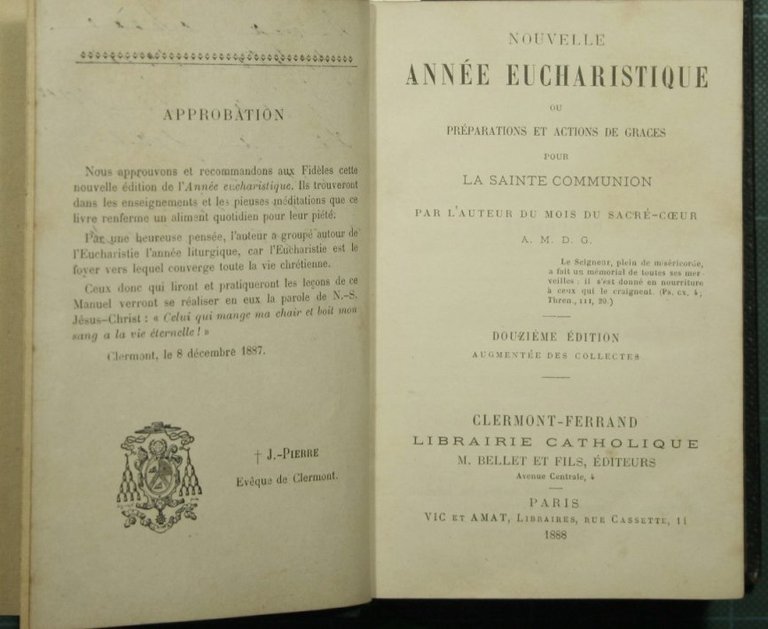 APPROBATION
Nous approuvons et recommandons aux Fidèles cette
nouvelle édition de l'Année eucharistique. Ils trouveront
dans les enseignements et les pieuses méditations que ce
livre renferme un aliment quotidien pour leur piété.
Par une heureuse pensée, l'auteur a groupé autour de
l'Eucharistie l'année liturgique, car l'Eucharistie est le
foyer vers lequel converge toute la vie chrétienne.
Ceux donc qui liront et pratiqueront les leçons de ce
Manuel verront se réaliser en eux la parole de N.-S.
Jésus-Christ : « Celui qui mange ma chair et boit mon
sang a la vie éternelle ! »
Clermont, le 8 décembre 1887.
† J.-PIERRE
Evêque de Clermont.
NOUVELLE
ANNÉE EUCHARISTIQUE
OU
PRÉPARATIONS ET ACTIONS DE GRACES
POUR
LA SAINTE COMMUNION
PAR L'AUTEUR DU MOIS DU SACRÉ-CŒUR
A. M. D. G.
Le Seigneur, plein de miséricorde,
a fait un mémorial de toutes ses mer-
veilles : il s'est donné en nourriture
à ceux qui le craignent. (Ps. CX, 4;
Thren., III, 20.)
DOUZIÈME ÉDITION
AUGMENTÉE DES COLLECTES
CLERMONT-FERRAND
LIBRAIRIE CATHOLIQUE
M. BELLET ET FILS, ÉDITEURS
Avenue Centrale, 4
PARIS
VIC ET AMAT, LIBRAIRES, RUE CASSETTE, 11
1888